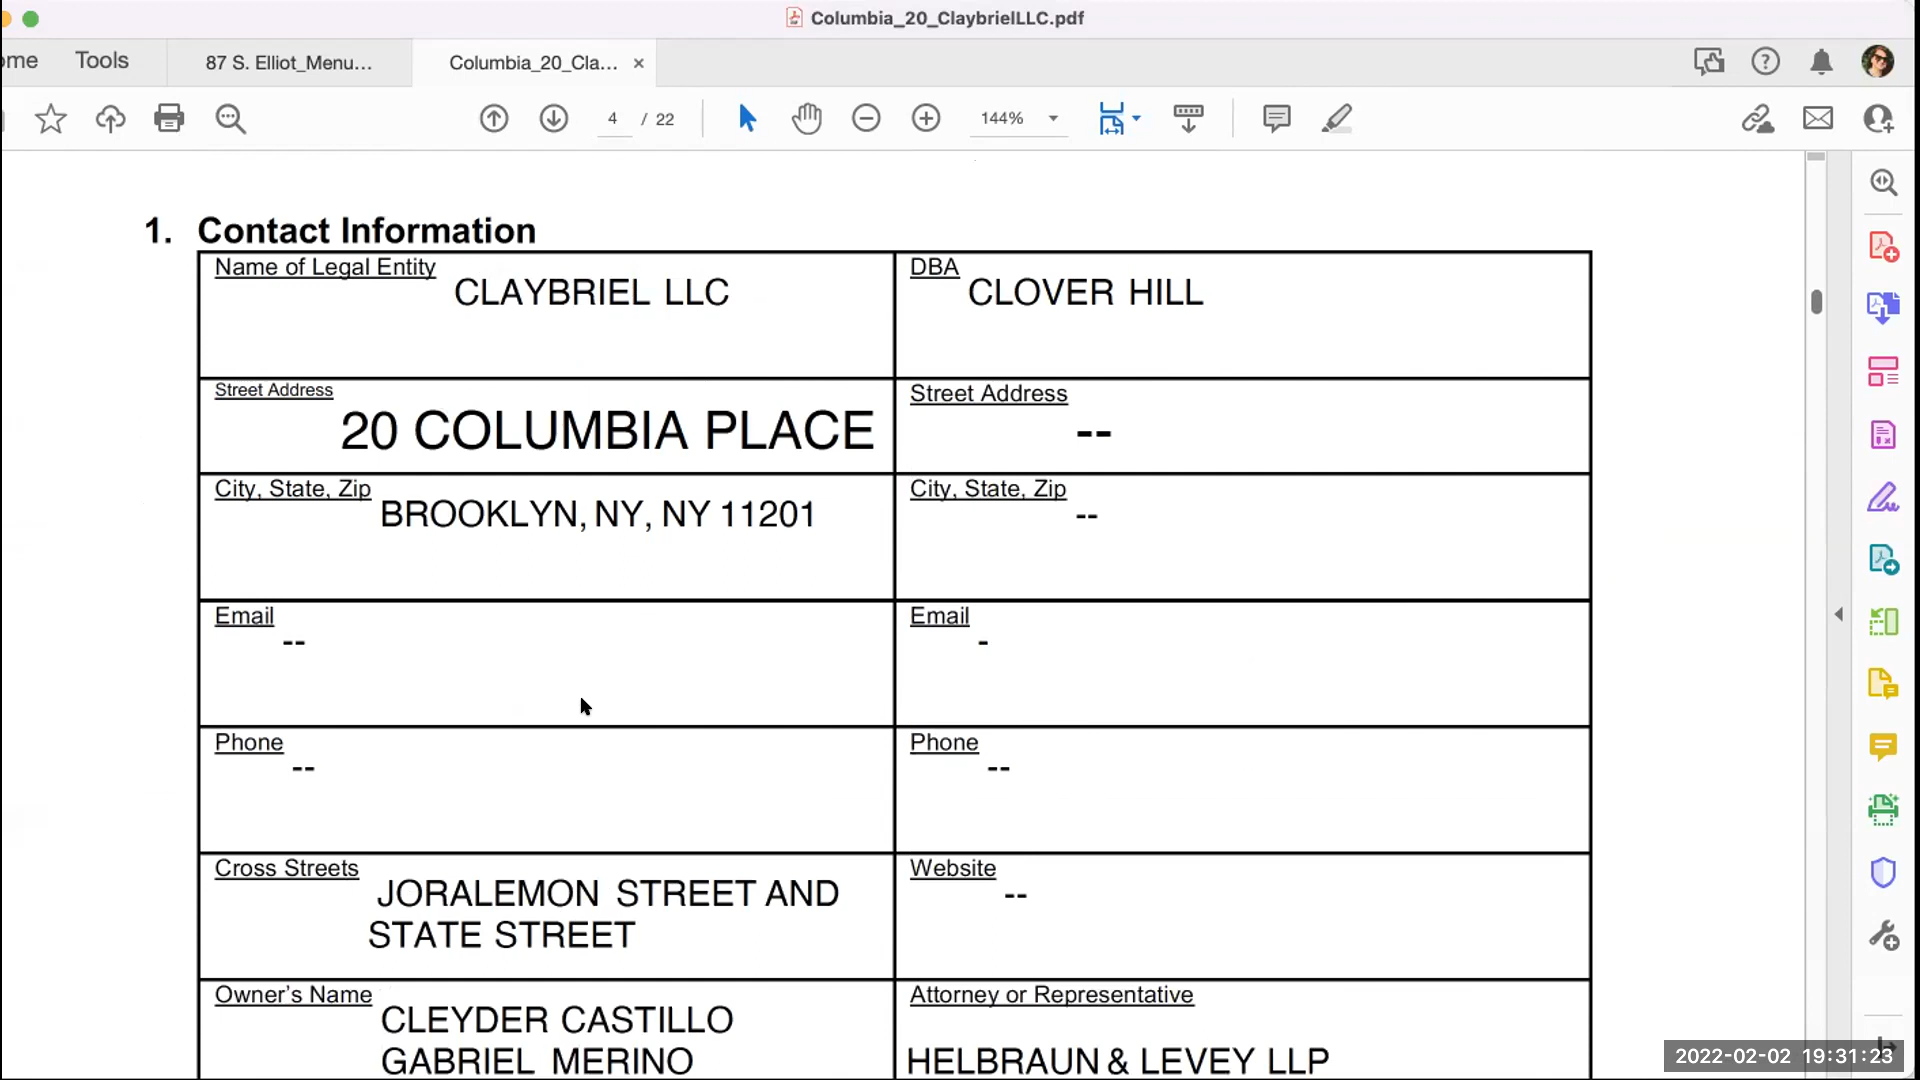 Columbia_20_ClaybrielLLC.pdf
ome
Tools
87 S. Elliot_Menu...
Columbia_20_Cla... ×
4 / 22
144%
1. Contact Information
Name of Legal Entity CLAYBRIEL LLC
DBA CLOVER HILL
Street Address 20 COLUMBIA PLACE
Street Address --
City, State, Zip BROOKLYN, NY, NY 11201
City, State, Zip --
Email --
Email -
Phone --
Phone --
Cross Streets JORALEMON STREET AND
STATE STREET
Website --
Owner's Name CLEYDER CASTILLO
GABRIEL MERINO
Attorney or Representative
HELBRAUN & LEVEY LLP
2022-02-02 19:31:23